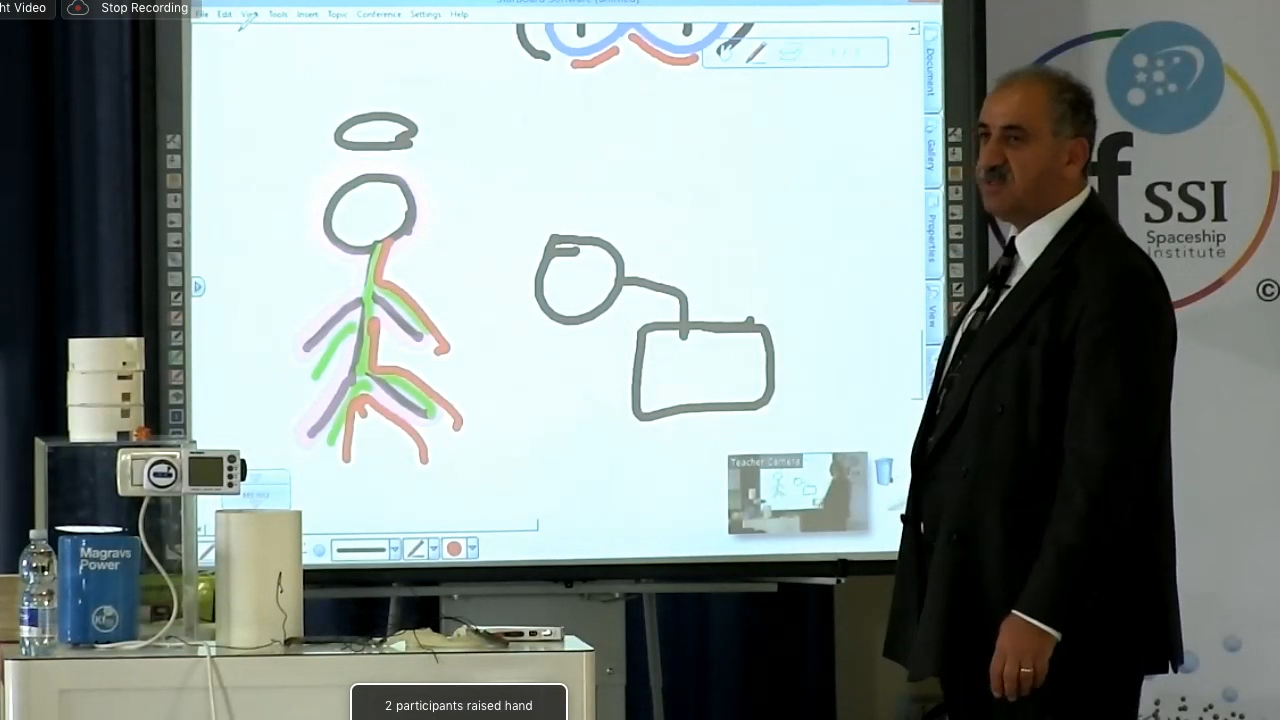 ht Video
Stop Recording
File Edit View Tools Insert Topic Conference Settings Help
Document
Gallery
Properties
View
f SSI
Spaceship
Institute
©
Teacher Camera
Magravs
Power
2 participants raised hand